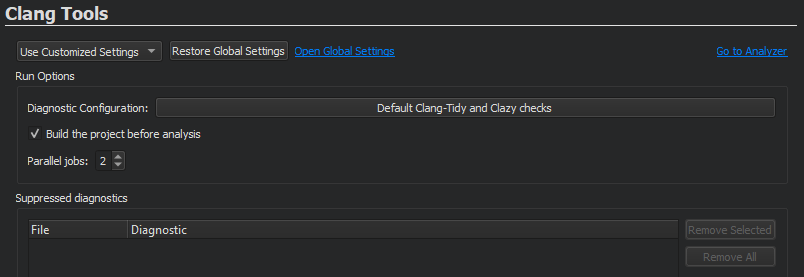 Clang Tools
Use Customized Settings Restore Global Settings Open Global Settings Go to Analyzer
Run Options
Diagnostic Configuration: Default Clang-Tidy and Clazy checks
Build the project before analysis
Parallel jobs: 2
Suppressed diagnostics
File Diagnostic Remove Selected
Remove All